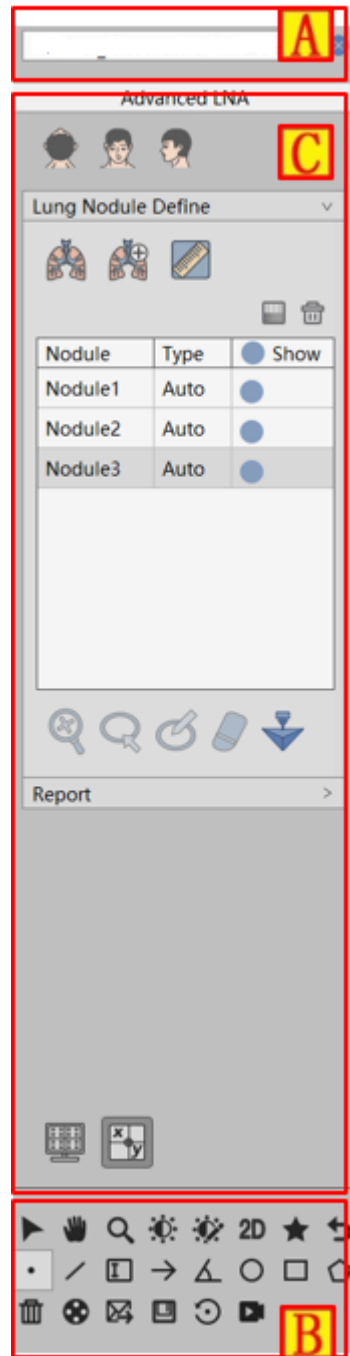 A
Advanced LNA
C
Lung Nodule Define
Nodule Type Show
Nodule1 Auto
Nodule2 Auto
Nodule3 Auto
Report
x
y
2D
I
B